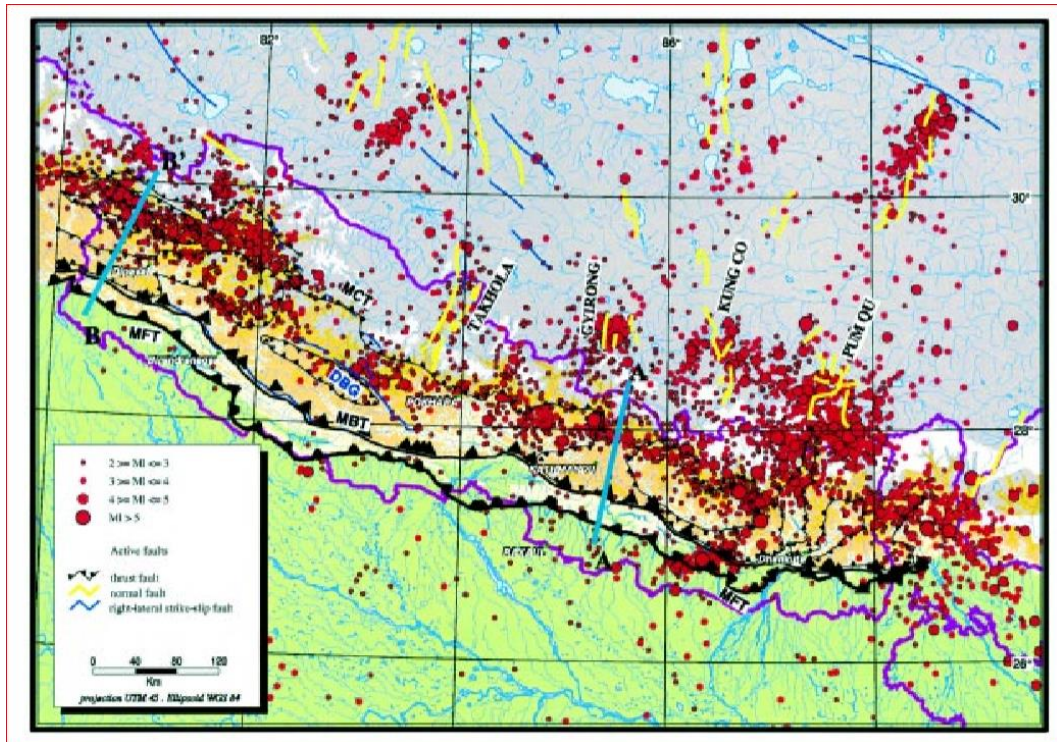 82°
86°
B'
30°
MCT
TAKHOLA
GYIRONG
KUNG CO
PUM QU
B
MFT
DBG
POKHARA
MBT
A'
28°
KATHMANDU
A
MFT
26°
2 >= Ml <= 3
3 >= Ml <= 4
4 >= Ml <= 5
Ml > 5
Active faults
thrust fault
normal fault
right-lateral strike-slip fault
0 40 80 120
Km
projection UTM 45 . Ellipsoid WGS 84